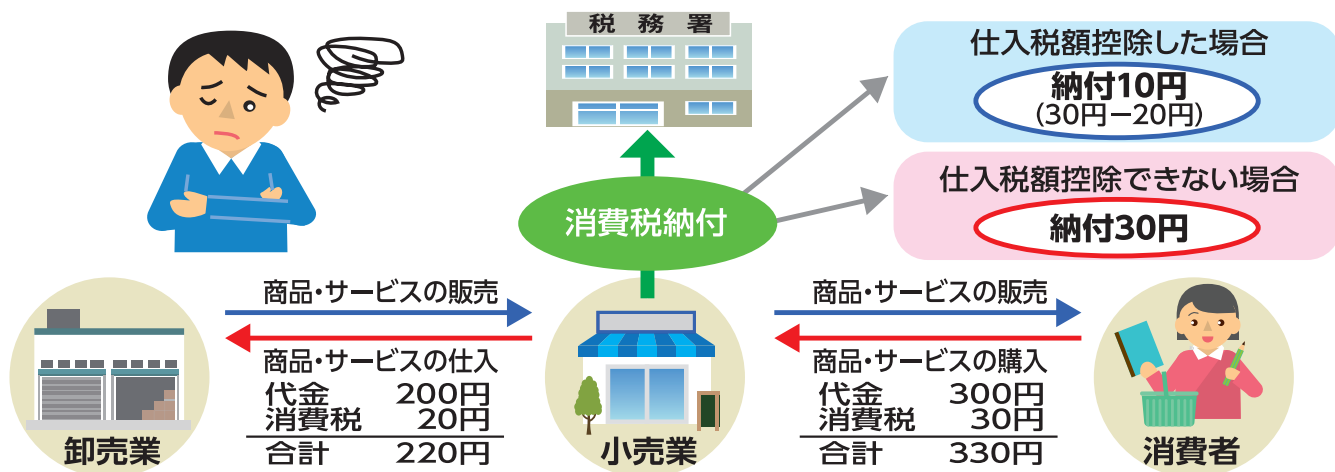 税務署
仕入税額控除した場合
納付10円
(30円−20円)
仕入税額控除できない場合
納付30円
消費税納付
商品・サービスの販売
商品・サービスの仕入
代金 200円
消費税 20円
合計 220円
商品・サービスの販売
商品・サービスの購入
代金 300円
消費税 30円
合計 330円
卸売業
小売業
消費者